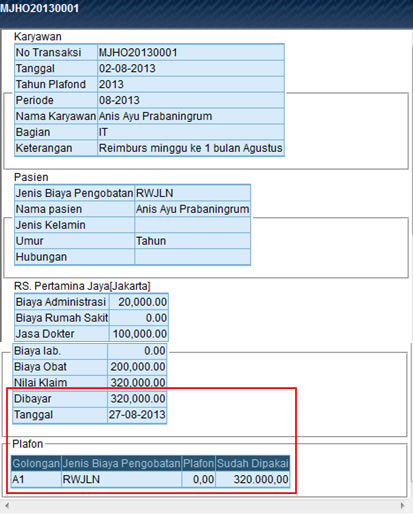 MJHO20130001
Karyawan
No Transaksi MJHO20130001
Tanggal 02-08-2013
Tahun Plafond 2013
Periode 08-2013
Nama Karyawan Anis Ayu Prabaningrum
Bagian IT
Keterangan Reimburs minggu ke 1 bulan Agustus
Pasien
Jenis Biaya Pengobatan RWJLN
Nama pasien Anis Ayu Prabaningrum
Jenis Kelamin
Umur Tahun
Hubungan
RS. Pertamina Jaya[Jakarta]
Biaya Administrasi 20,000.00
Biaya Rumah Sakit 0.00
Jasa Dokter 100,000.00
Biaya lab. 0.00
Biaya Obat 200,000.00
Nilai Klaim 320,000.00
Dibayar 320,000.00
Tanggal 27-08-2013
Plafon
Golongan Jenis Biaya Pengobatan Plafon Sudah Dipakai
A1 RWJLN 0,00 320.000,00